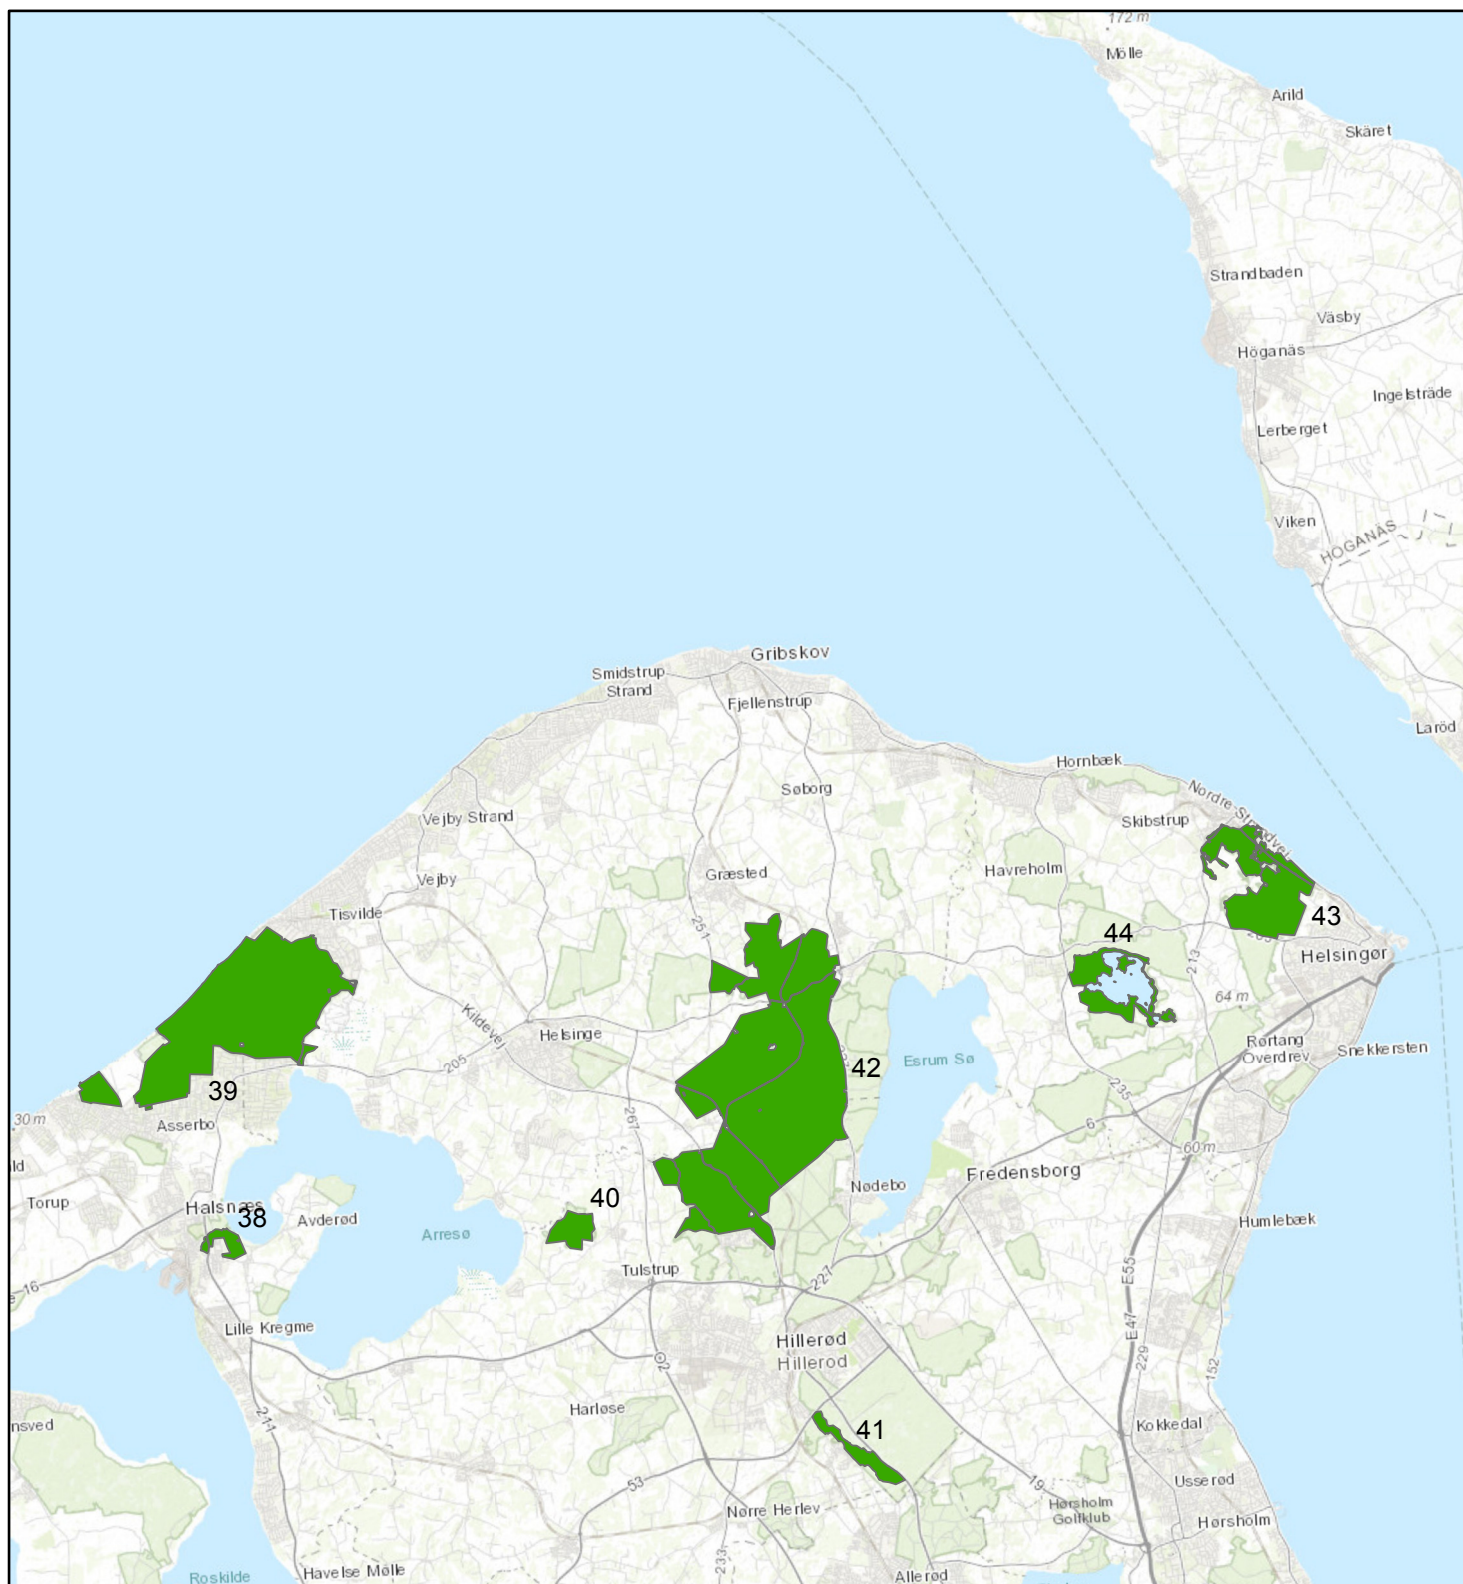 172 m
Mölle
Arild
Skäret
Strandbaden
Väsby
Höganäs
Ingelsträde
Lerberget
Viken
HÖGANÄS
Laröd
Gribskov
Smidstrup
Strand
Fjellenstrup
Hornbæk
Søborg
Nordre Strandvej
Vejby Strand
Skibstrup
Havreholm
Græsted
Vejby
Tisvilde
251
43
44
205
Helsingør
213
64 m
Kildevej
Helsinge
205
Esrum Sø
Rørtang
Overdrev
Snekkersten
42
39
235
30 m
Asserbo
267
6
60 m
Fredensborg
Nødebo
Torup
Halsnæs
40
38
Avderød
Arresø
Humlebæk
16
Tulstrup
227
E55
Lille Kregme
Hillerød
Hillerod
E47
229
152
Harløse
211
nsved
41
Kokkedal
53
19
Usserød
Nørre Herlev
Hørsholm
Golfklub
Hørsholm
233
Roskilde
Havelse Mølle
Allerød